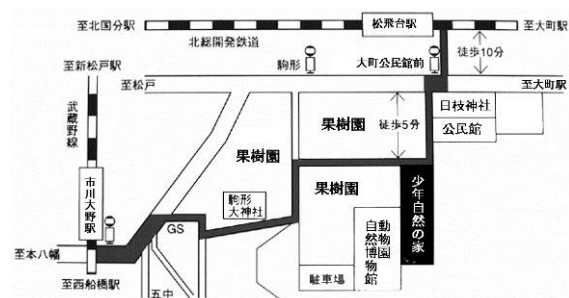 至北国分駅
松飛台駅
至大町駅
北総開発鉄道
徒歩10分
至新松戸駅
駒形
大町公民館前
至松戸
至大町駅
武蔵野線
日枝神社
公民館
果樹園
徒歩5分
果樹園
果樹園
少年自然の家
市川大野駅
駒形
大神社
動物園
自然博物館
GS
至本八幡
駐車場
至西船橋駅
五中